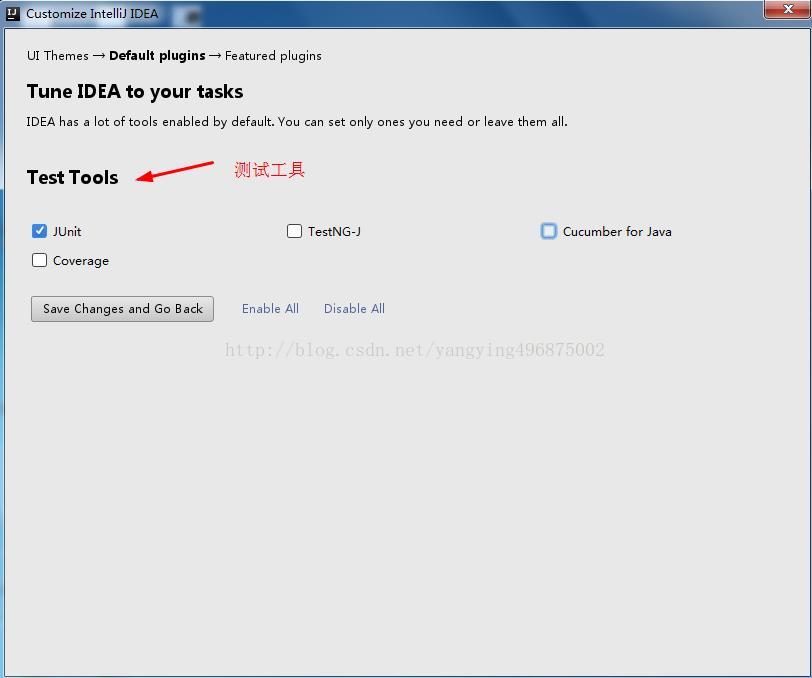 Customize IntelliJ IDEA
UI Themes → Default plugins → Featured plugins
Tune IDEA to your tasks
IDEA has a lot of tools enabled by default. You can set only ones you need or leave them all.
Test Tools 测试工具
JUnit TestNG-J Cucumber for Java
Coverage
Save Changes and Go Back Enable All Disable All
http://blog.csdn.net/yangying496875002